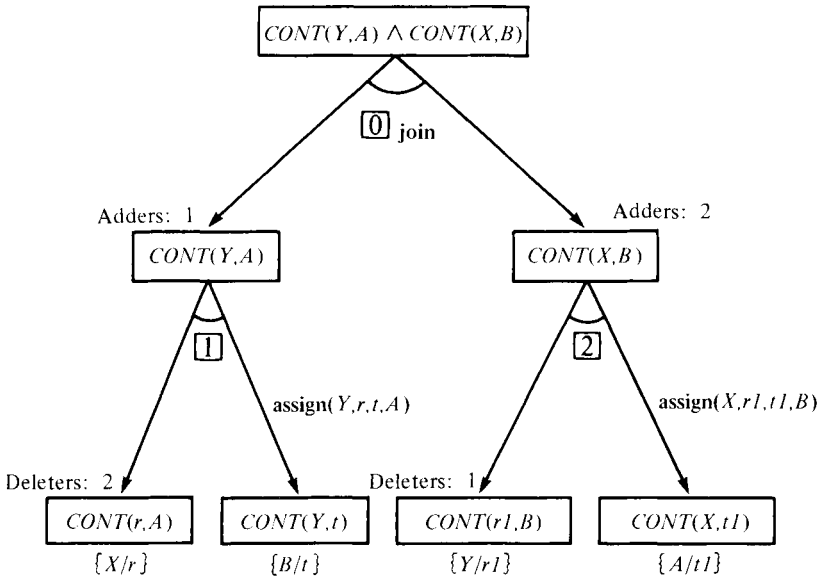 CONT(Y,A) ∧ CONT(X,B)
0 join
Adders: 1
Adders: 2
CONT(Y,A)
CONT(X,B)
1
2
assign(Y,r,t,A)
assign(X,r1,t1,B)
Deleters: 2
Deleters: 1
CONT(r,A)
CONT(Y,t)
CONT(r1,B)
CONT(X,t1)
{X/r}
{B/t}
{Y/r1}
{A/t1}